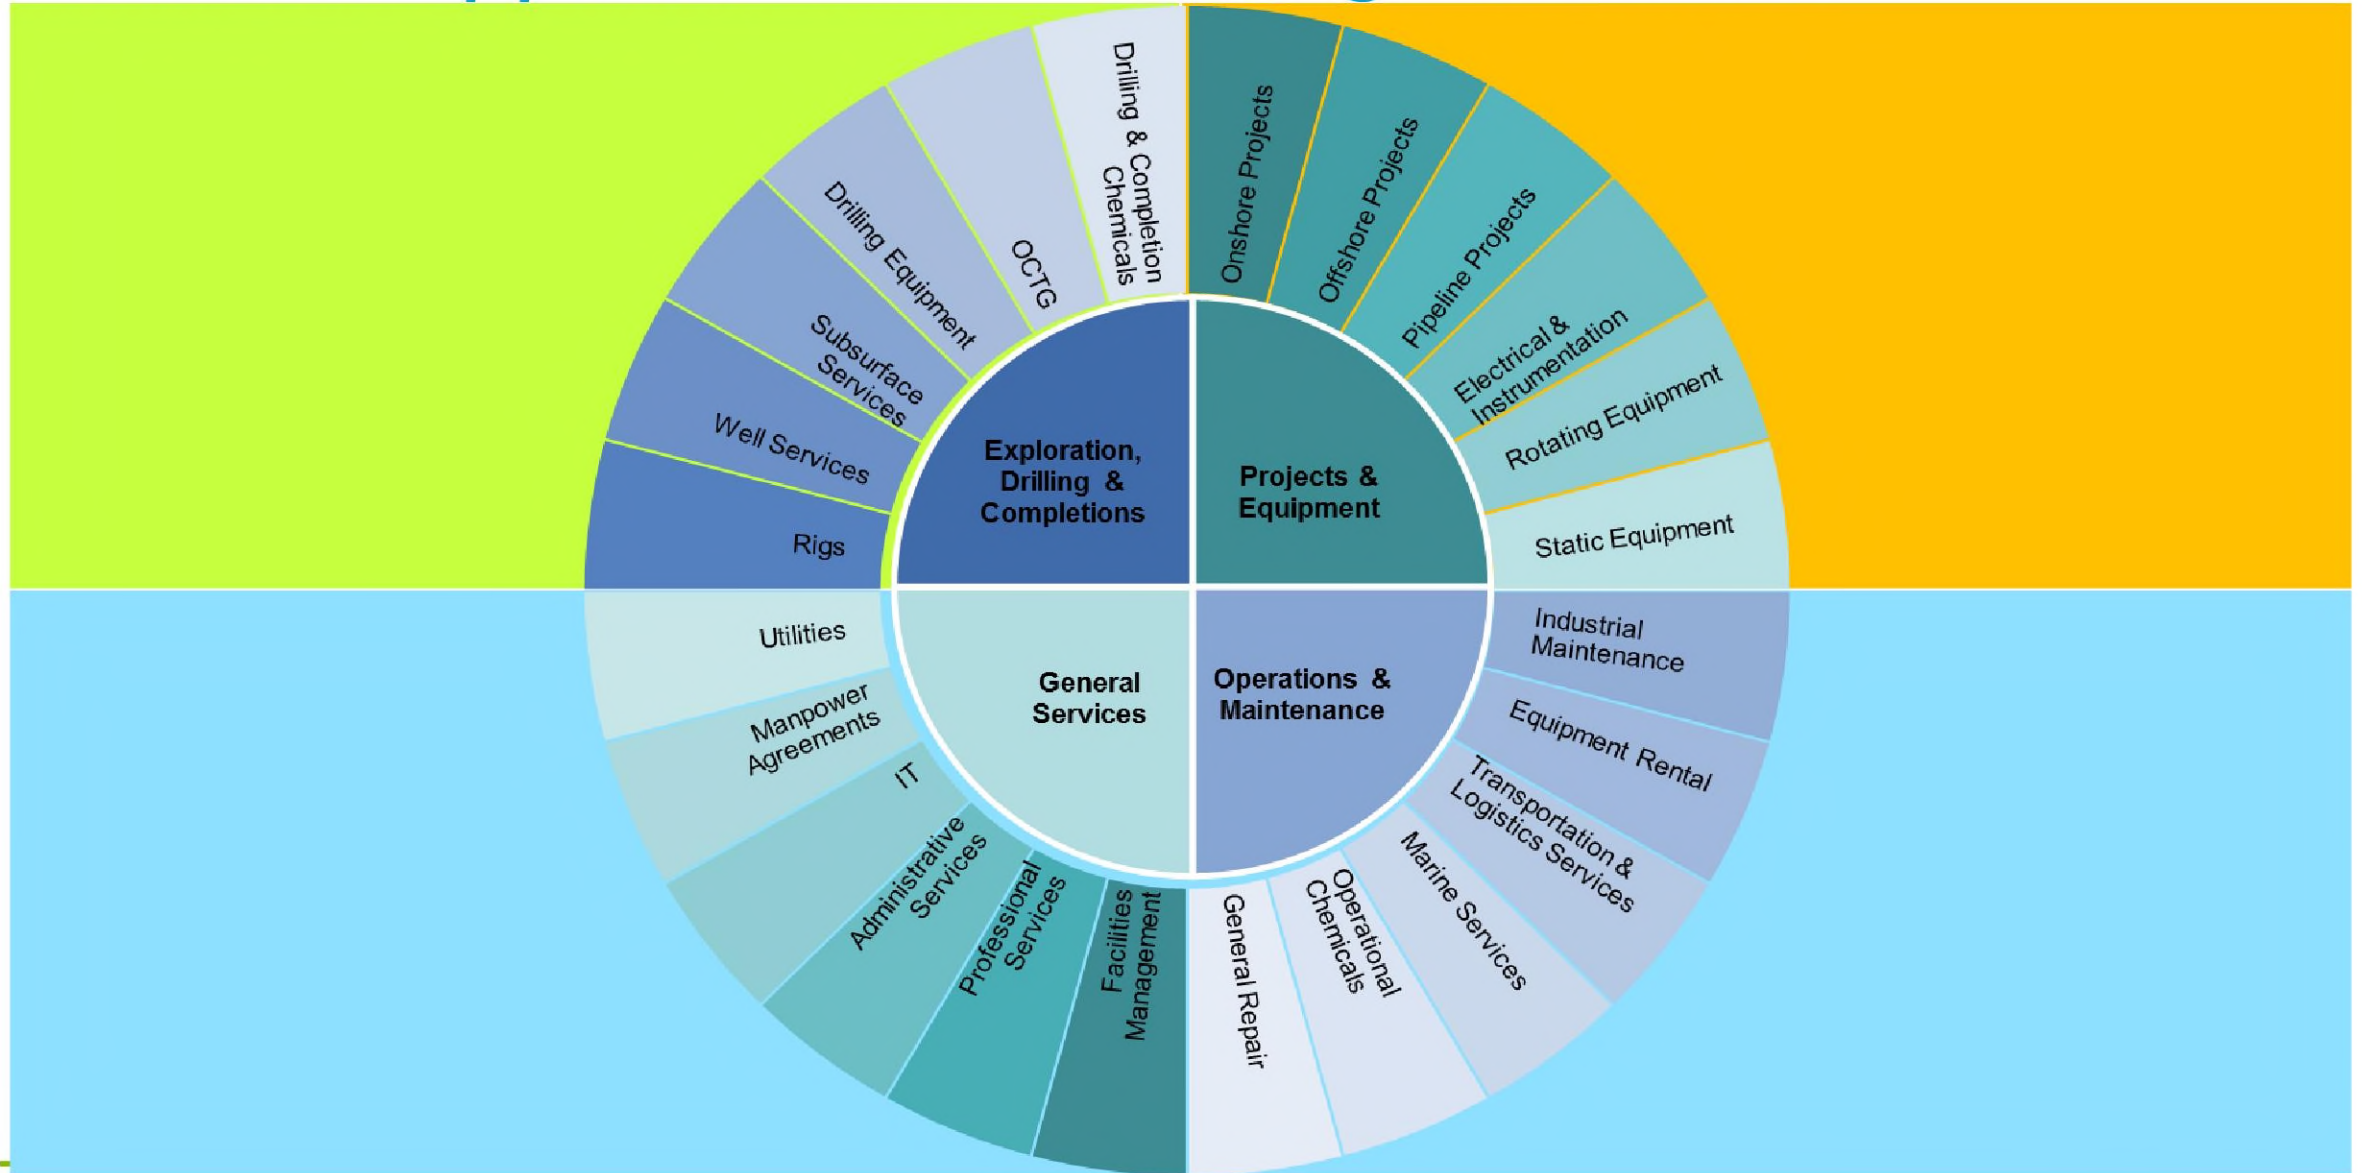 Drilling & Completion
Chemicals
OCTG
Drilling Equipment
Subsurface
Services
Well Services
Rigs
Exploration,
Drilling &
Completions
Onshore Projects
Offshore Projects
Pipeline Projects
Electrical &
Instrumentation
Rotating Equipment
Static Equipment
Projects &
Equipment
Utilities
Manpower
Agreements
IT
Administrative
Services
Professional
Services
Facilities
Management
General
Services
Industrial
Maintenance
Equipment Rental
Transportation &
Logistics Services
Marine Services
Operational
Chemicals
General Repair
Operations &
Maintenance